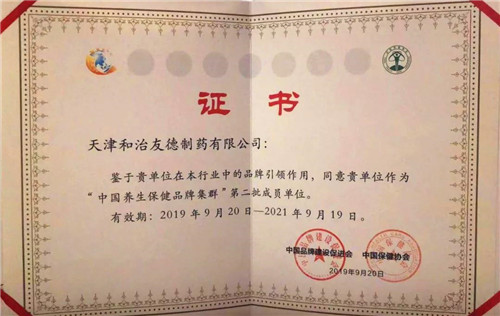 证书
天津和治友德制药有限公司：
鉴于贵单位在本行业中的品牌引领作用，同意贵单位作为
“中国养生保健品牌集群”第二批成员单位。
有效期：2019年9月20日—2021年9月19日。
中国品牌建设促进会 中国保健协会
2019年9月20日